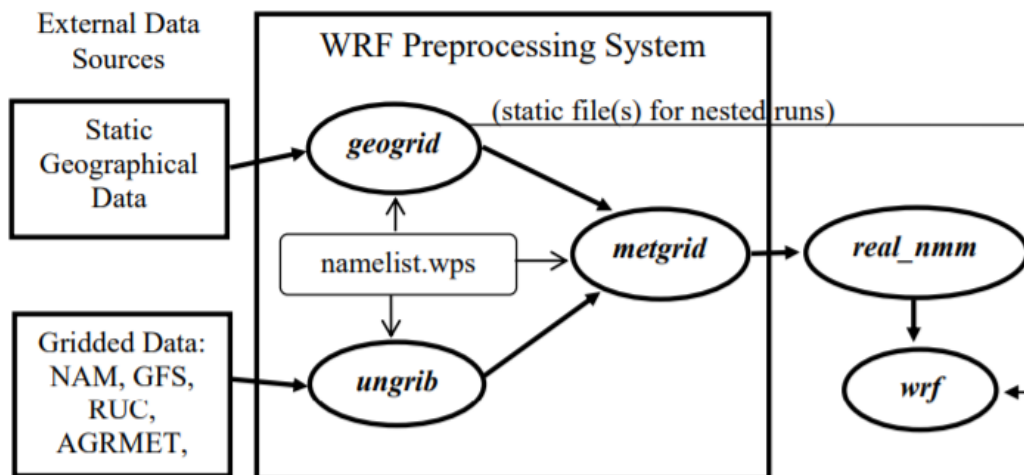 External Data
Sources
WRF Preprocessing System
Static
Geographical
Data
(static file(s) for nested runs)
geogrid
namelist.wps
metgrid
real_nmm
Gridded Data:
NAM, GFS,
RUC,
AGRMET,
ungrib
wrf